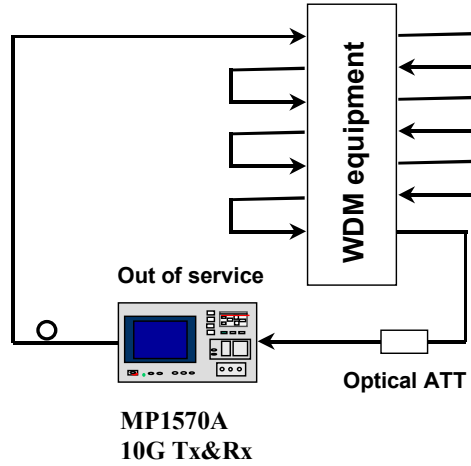 WDM equipment
Out of service
Optical ATT
MP1570A
10G Tx&Rx